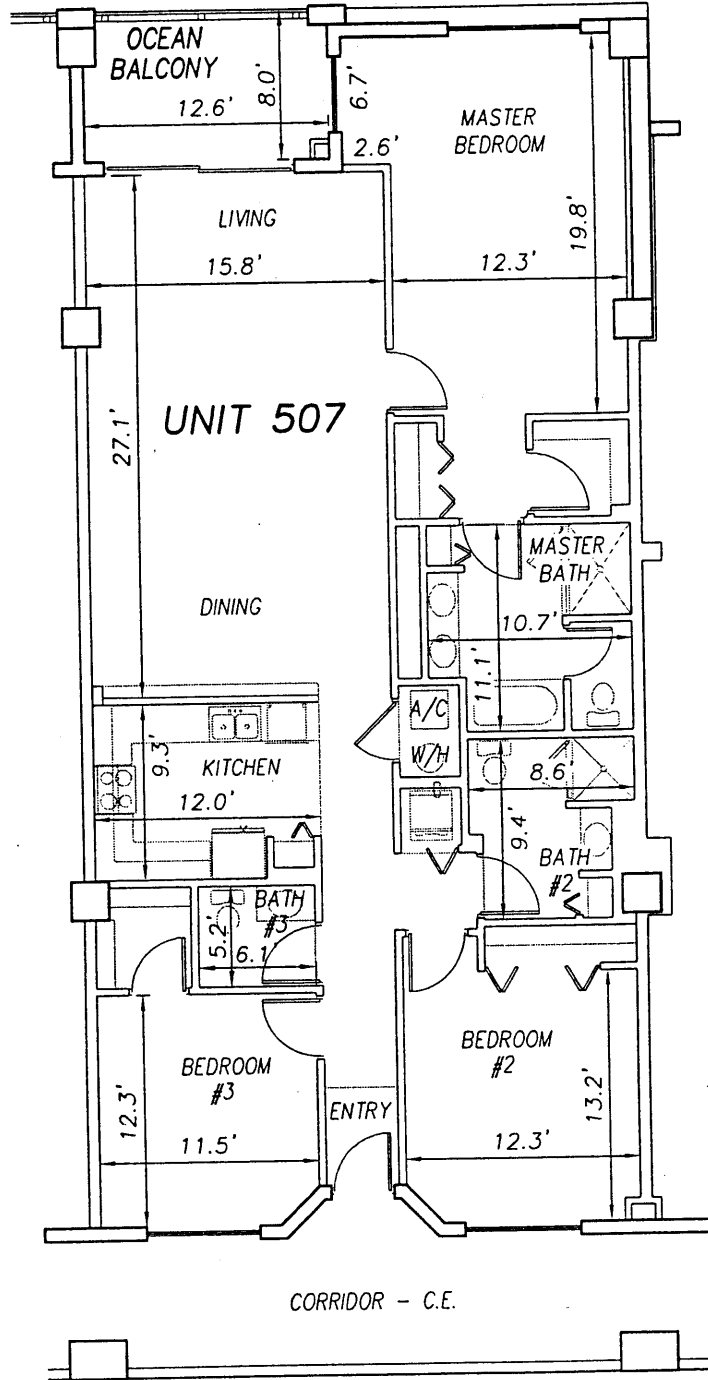 OCEAN
BALCONY
12.6'
8.0'
6.7'
2.6'
MASTER
BEDROOM
19.8'
12.3'
LIVING
15.8'
27.1'
UNIT 507
DINING
MASTER
BATH
10.7'
11.1'
A/C
W/H
KITCHEN
9.3'
12.0'
8.6'
9.4'
BATH
#2
BATH
#3
5.2'
6.1'
BEDROOM
#3
12.3'
11.5'
ENTRY
BEDROOM
#2
13.2'
12.3'
CORRIDOR - C.E.